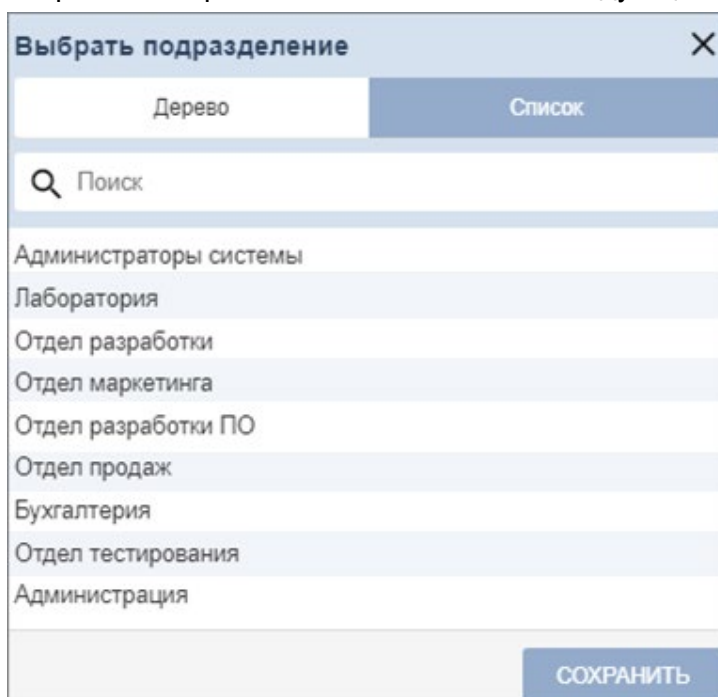 Выбрать подразделение
Дерево Список
Поиск
Администраторы системы
Лаборатория
Отдел разработки
Отдел маркетинга
Отдел разработки ПО
Отдел продаж
Бухгалтерия
Отдел тестирования
Администрация
СОХРАНИТЬ